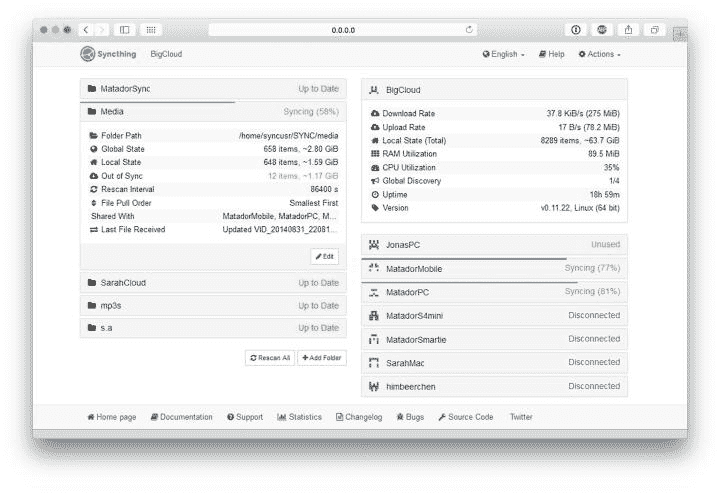 0.0.0.0
Syncthing BigCloud English Help Actions
MatadorSync Up to Date
Media Syncing (58%)
Folder Path /home/syncusr/SYNC/media
Global State 658 items, ~2.80 GiB
Local State 648 items, ~1.59 GiB
Out of Sync 12 items, ~1.17 GiB
Rescan Interval 86400 s
File Pull Order Smallest First
Shared With MatadorMobile, MatadorPC, M...
Last File Received Updated VID_20140831_22081...
Edit
SarahCloud Up to Date
mp3s Up to Date
s.a Up to Date
Rescan All Add Folder
BigCloud
Download Rate 37.8 KiB/s (275 MiB)
Upload Rate 17 B/s (78.2 MiB)
Local State (Total) 8289 items, ~63.7 GiB
RAM Utilization 89.5 MiB
CPU Utilization 35%
Global Discovery 1/4
Uptime 18h 59m
Version v0.11.22, Linux (64 bit)
JonasPC Unused
MatadorMobile Syncing (77%)
MatadorPC Syncing (81%)
MatadorS4mini Disconnected
MatadorSmartie Disconnected
SarahMac Disconnected
himbeerchen Disconnected
Home page Documentation Support Statistics Changelog Bugs Source Code Twitter